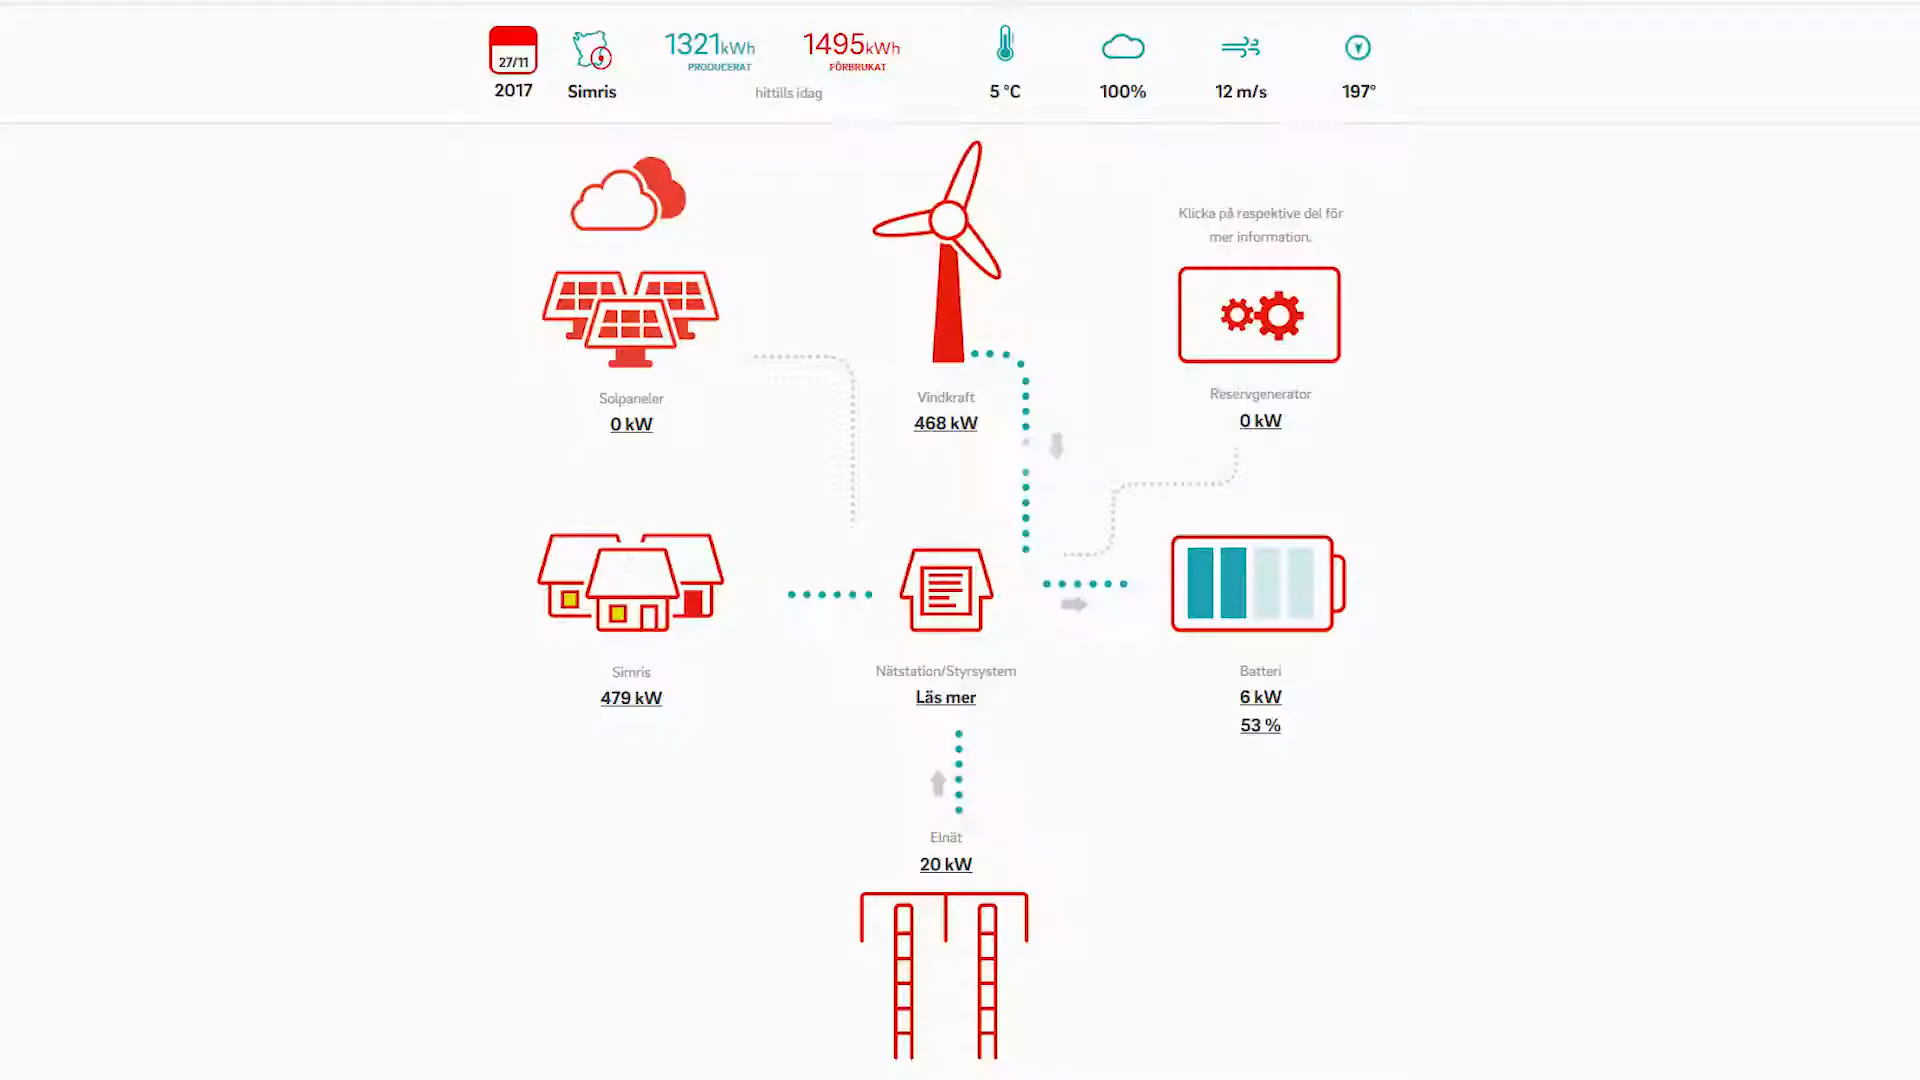 27/11
2017
Simris
1321kWh
PRODUCERAT
1495kWh
FÖRBRUKAT
hittills idag
5 °C
100%
12 m/s
197°
Klicka på respektive del för
mer information.
Solpaneler
0 kW
Vindkraft
468 kW
Reservgenerator
0 kW
Simris
479 kW
Nätstation/Styrsystem
Läs mer
Batteri
6 kW
53 %
Elnät
20 kW